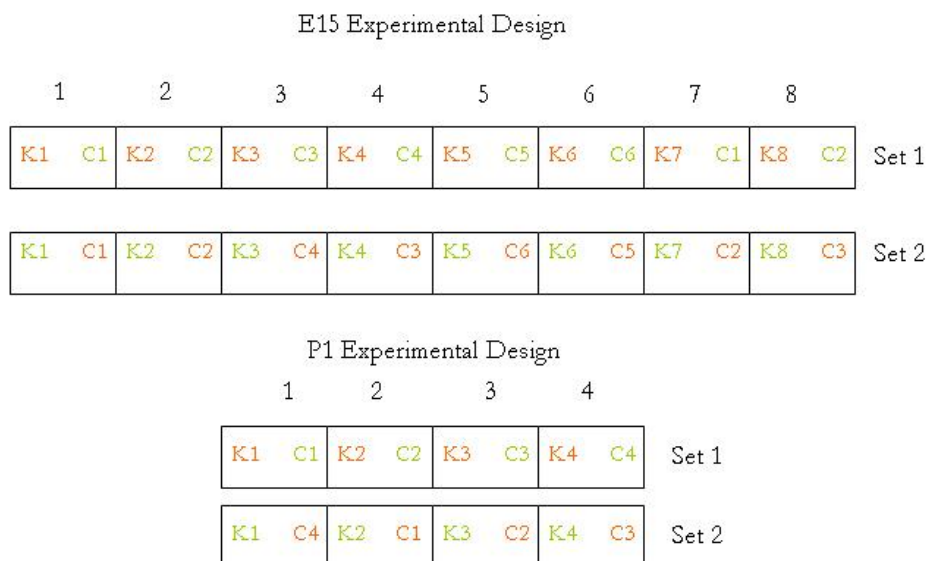 E15 Experimental Design
1 2 3 4 5 6 7 8
K1 C1 K2 C2 K3 C3 K4 C4 K5 C5 K6 C6 K7 C1 K8 C2 Set 1
K1 C1 K2 C2 K3 C4 K4 C3 K5 C6 K6 C5 K7 C2 K8 C3 Set 2
P1 Experimental Design
1 2 3 4
K1 C1 K2 C2 K3 C3 K4 C4 Set 1
K1 C4 K2 C1 K3 C2 K4 C3 Set 2